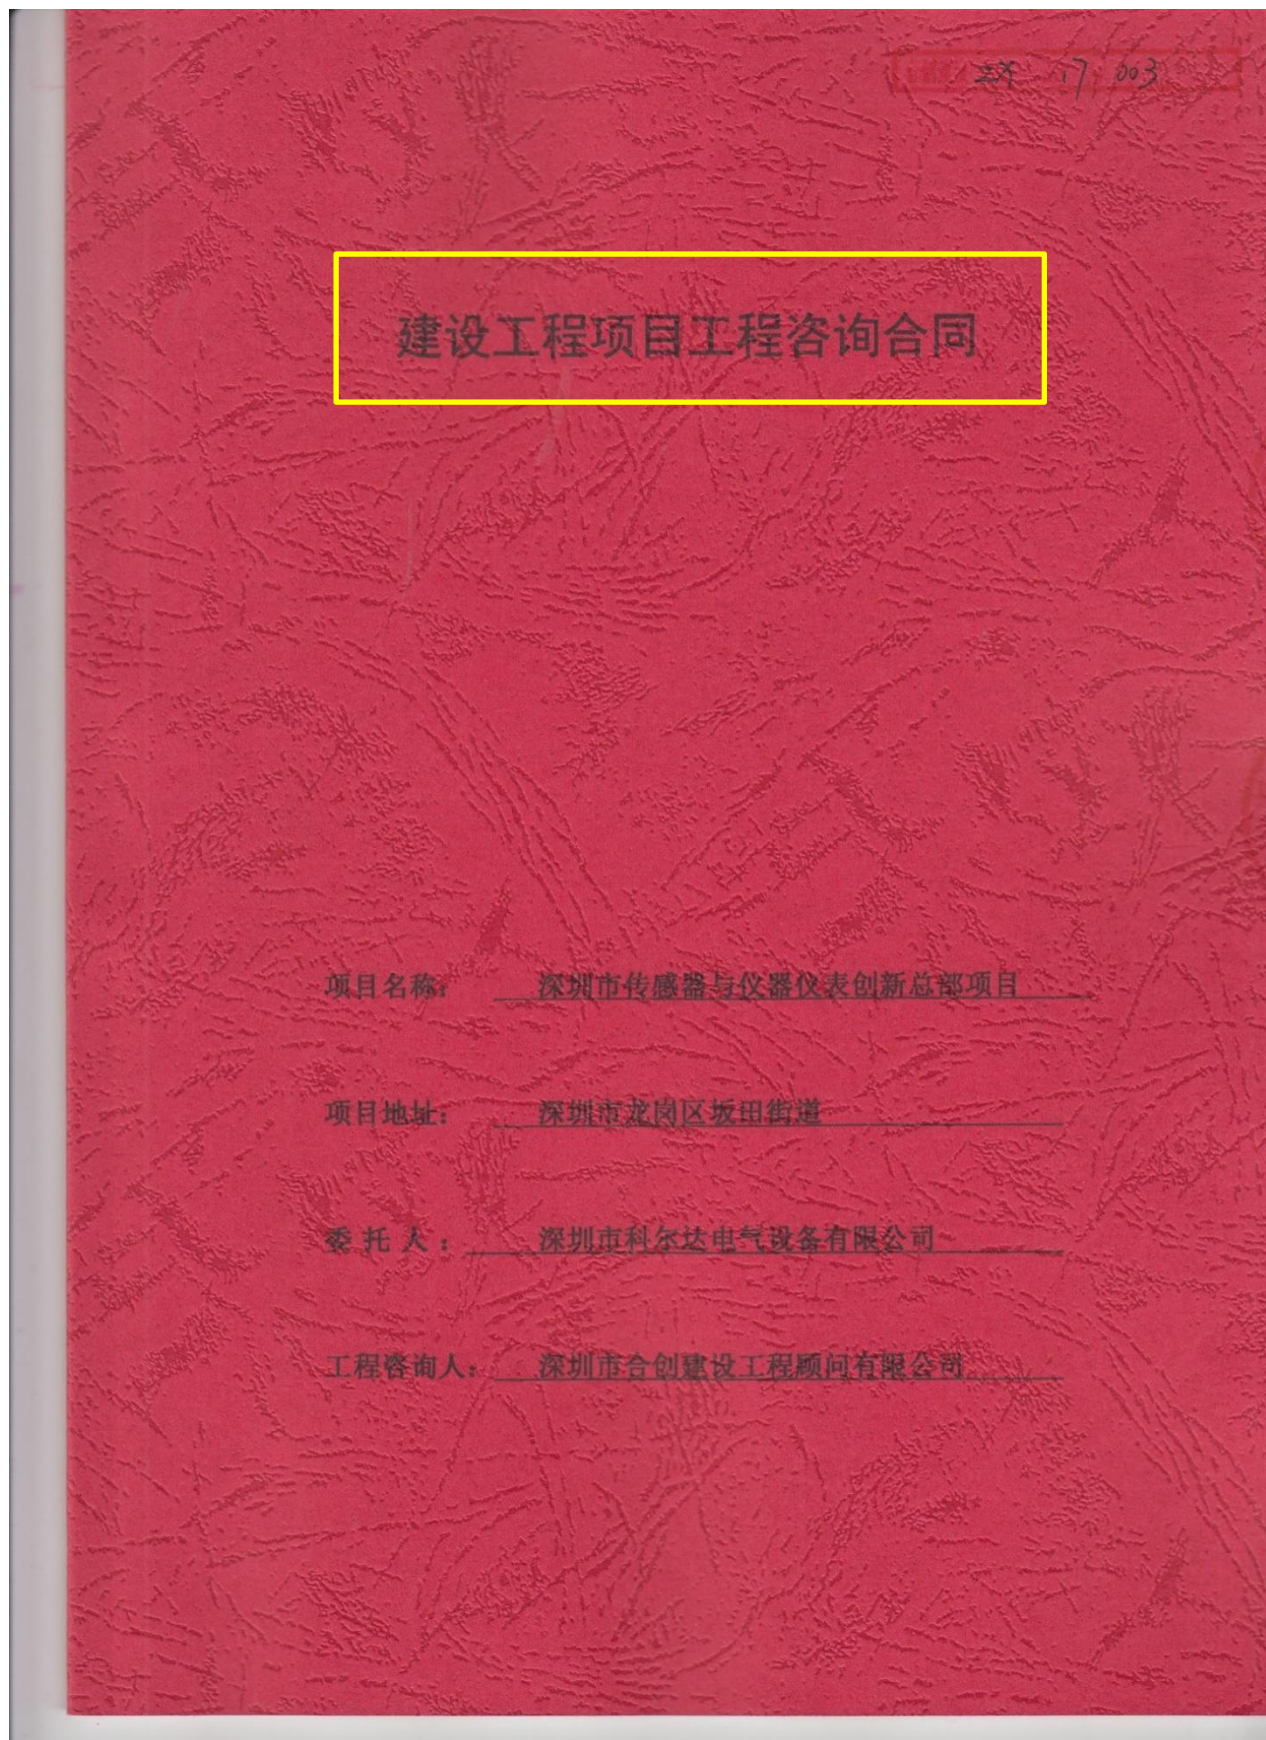 17 003
建设工程项目工程咨询合同
项目名称： 深圳市传感器与仪器仪表创新总部项目
项目地址： 深圳市龙岗区坂田街道
委 托 人 ： 深圳市科尔达电气设备有限公司
工程咨询人： 深圳市合创建设工程顾问有限公司